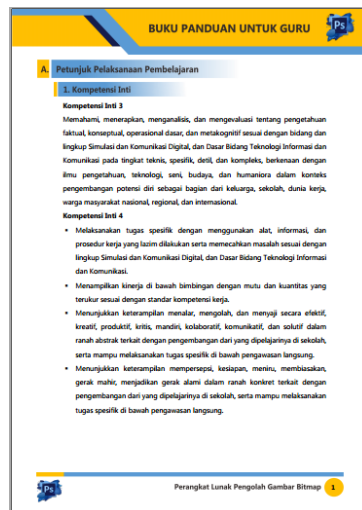 BUKU PANDUAN UNTUK GURU
Ps
A. Petunjuk Pelaksanaan Pembelajaran
1. Kompetensi Inti
Kompetensi Inti 3
Memahami, menerapkan, menganalisis, dan mengevaluasi tentang pengetahuan
faktual, konseptual, operasional dasar, dan metakognitif sesuai dengan bidang dan
lingkup Simulasi dan Komunikasi Digital, dan Dasar Bidang Teknologi Informasi dan
Komunikasi pada tingkat teknis, spesifik, detil, dan kompleks, berkenaan dengan
ilmu pengetahuan, teknologi, seni, budaya, dan humaniora dalam konteks
pengembangan potensi diri sebagai bagian dari keluarga, sekolah, dunia kerja,
warga masyarakat nasional, regional, dan internasional.
Kompetensi Inti 4
• Melaksanakan tugas spesifik dengan menggunakan alat, informasi, dan
prosedur kerja yang lazim dilakukan serta memecahkan masalah sesuai dengan
lingkup Simulasi dan Komunikasi Digital, dan Dasar Bidang Teknologi Informasi
dan Komunikasi.
• Menampilkan kinerja di bawah bimbingan dengan mutu dan kuantitas yang
terukur sesuai dengan standar kompetensi kerja.
• Menunjukkan keterampilan menalar, mengolah, dan menyaji secara efektif,
kreatif, produktif, kritis, mandiri, kolaboratif, komunikatif, dan solutif dalam
ranah abstrak terkait dengan pengembangan dari yang dipelajarinya di sekolah,
serta mampu melaksanakan tugas spesifik di bawah pengawasan langsung.
• Menunjukkan keterampilan mempersepsi, kesiapan, meniru, membiasakan,
gerak mahir, menjadikan gerak alami dalam ranah konkret terkait dengan
pengembangan dari yang dipelajarinya di sekolah, serta mampu melaksanakan
tugas spesifik di bawah pengawasan langsung.
Ps
Perangkat Lunak Pengolah Gambar Bitmap 1